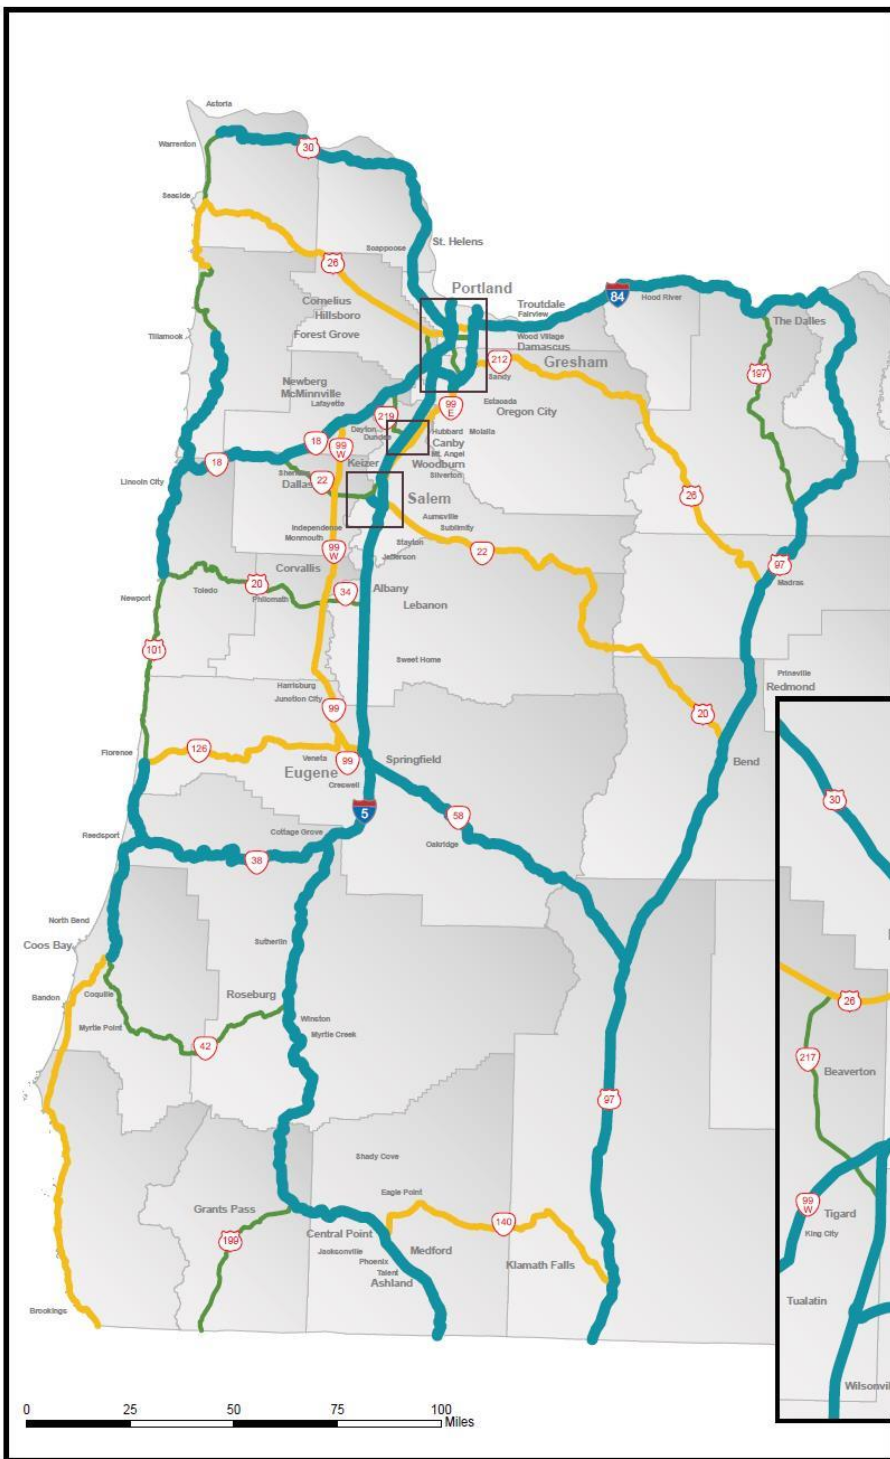 Astoria
Warrenton
30
Seaside
St. Helens
Scappoose
26
Portland
84
Cornelius
Hillsboro
Troutdale
Fairview
Hood River
Tillamook
Forest Grove
Wood Village
Damascus
The Dalles
212
Gresham
Newberg
McMinnville
Lafayette
Sandy
197
Estacada
99
E
Oregon City
219
Dayton
Dundee
Hubbard
Molalla
18
99
W
Canby
Mt. Angel
18
Keizer
Woodburn
Silverton
Lincoln City
Sheridan
Dallas
22
Salem
26
Independence
Monmouth
Aumsville
Sublimity
99
W
Stayton
22
Jefferson
97
Corvallis
20
34
Albany
Madras
Newport
Toledo
Philomath
Lebanon
101
Sweet Home
Prineville
Redmond
Harrisburg
Junction City
99
20
Florence
126
Veneta
99
Springfield
Bend
Eugene
Creswell
30
5
58
Reedsport
Cottage Grove
Oakridge
38
North Bend
Coos Bay
Sutherlin
Bandon
Coquille
Roseburg
26
Myrtle Point
Winston
Myrtle Creek
42
217
Beaverton
97
Shady Cove
Eagle Point
Grants Pass
199
Central Point
140
99
W
Tigard
King City
Jacksonville
Medford
Phoenix
Talent
Ashland
Klamath Falls
Tualatin
Brookings
Wilsonvil
0
25
50
75
100
Miles